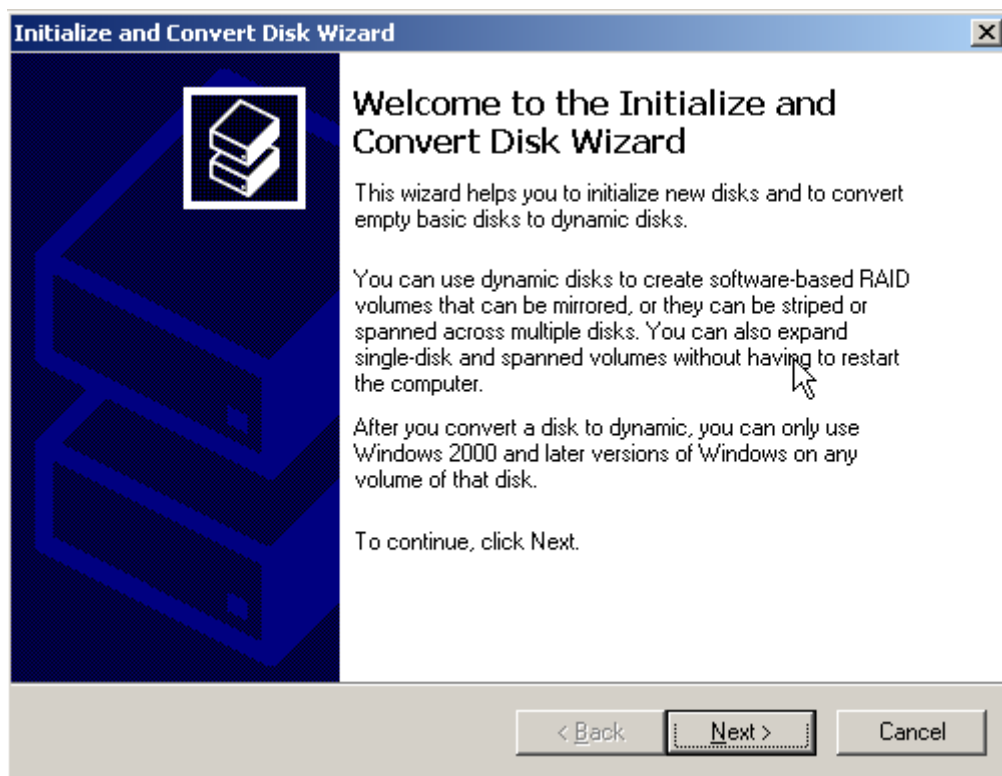 Initialize and Convert Disk Wizard
Welcome to the Initialize and
Convert Disk Wizard
This wizard helps you to initialize new disks and to convert
empty basic disks to dynamic disks.
You can use dynamic disks to create software-based RAID
volumes that can be mirrored, or they can be striped or
spanned across multiple disks. You can also expand
single-disk and spanned volumes without having to restart
the computer.
After you convert a disk to dynamic, you can only use
Windows 2000 and later versions of Windows on any
volume of that disk.
To continue, click Next.
< Back Next > Cancel